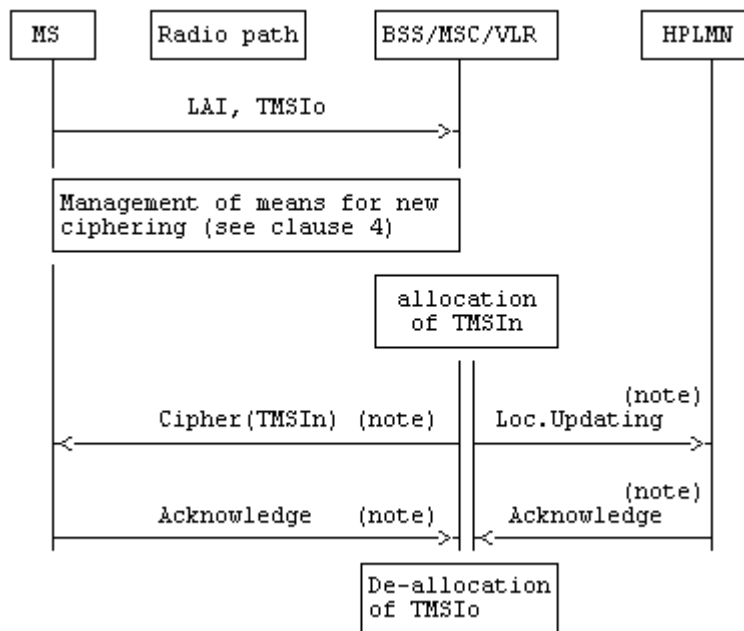 MS Radio path BSS/MSC/VLR HPLMN
LAI, TMSIo
Management of means for new
ciphering (see clause 4)
allocation
of TMSIn
(note)
Cipher(TMSIn) (note) Loc.Updating
(note)
Acknowledge (note) Acknowledge
De-allocation
of TMSIo